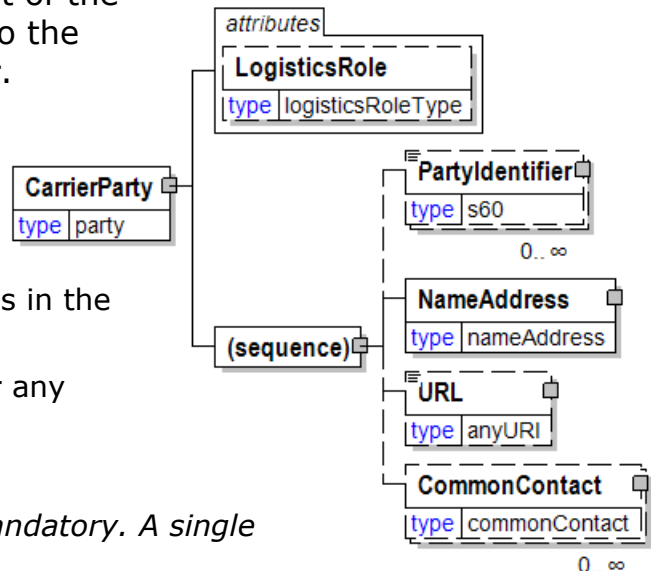 t of the
o the
.
attributes
LogisticsRole
type logisticsRoleType
CarrierParty
type party
PartyIdentifier
type s60
0.. ∞
s in the
NameAddress
type nameAddress
(sequence)
r any
URL
type anyURI
CommonContact
type commonContact
andatory. A single
0.. ∞